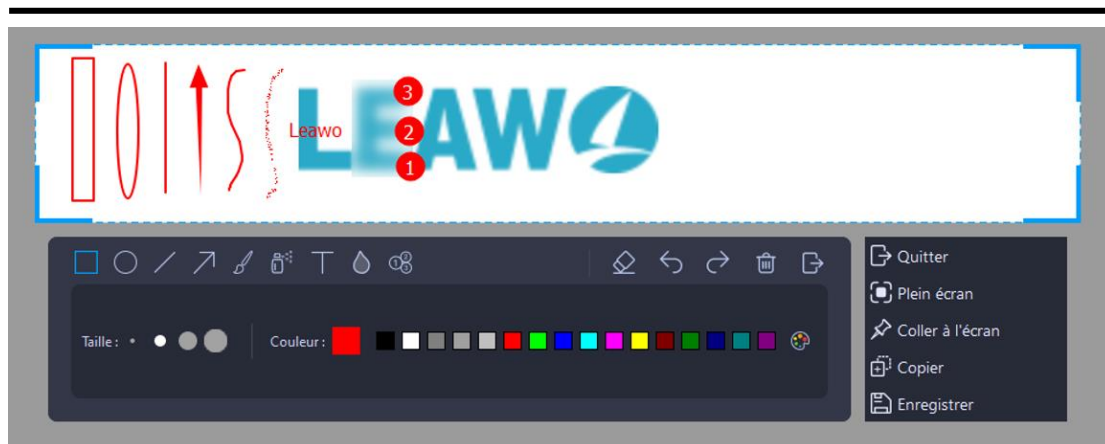 3
Leawo LEAWO 2
1
Taille : Couleur :
Quitter
Plein écran
Coller à l'écran
Copier
Enregistrer